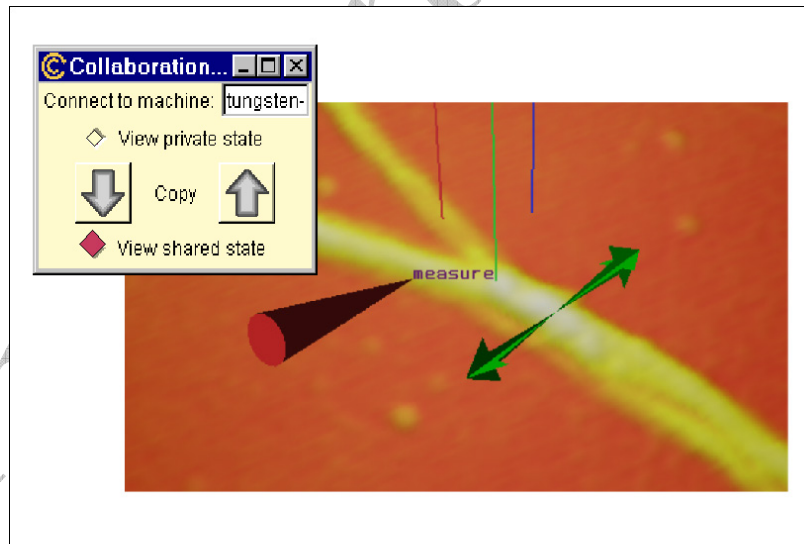 Collaboration...
Connect to machine: tungsten-
View private state
Copy
View shared state
measure